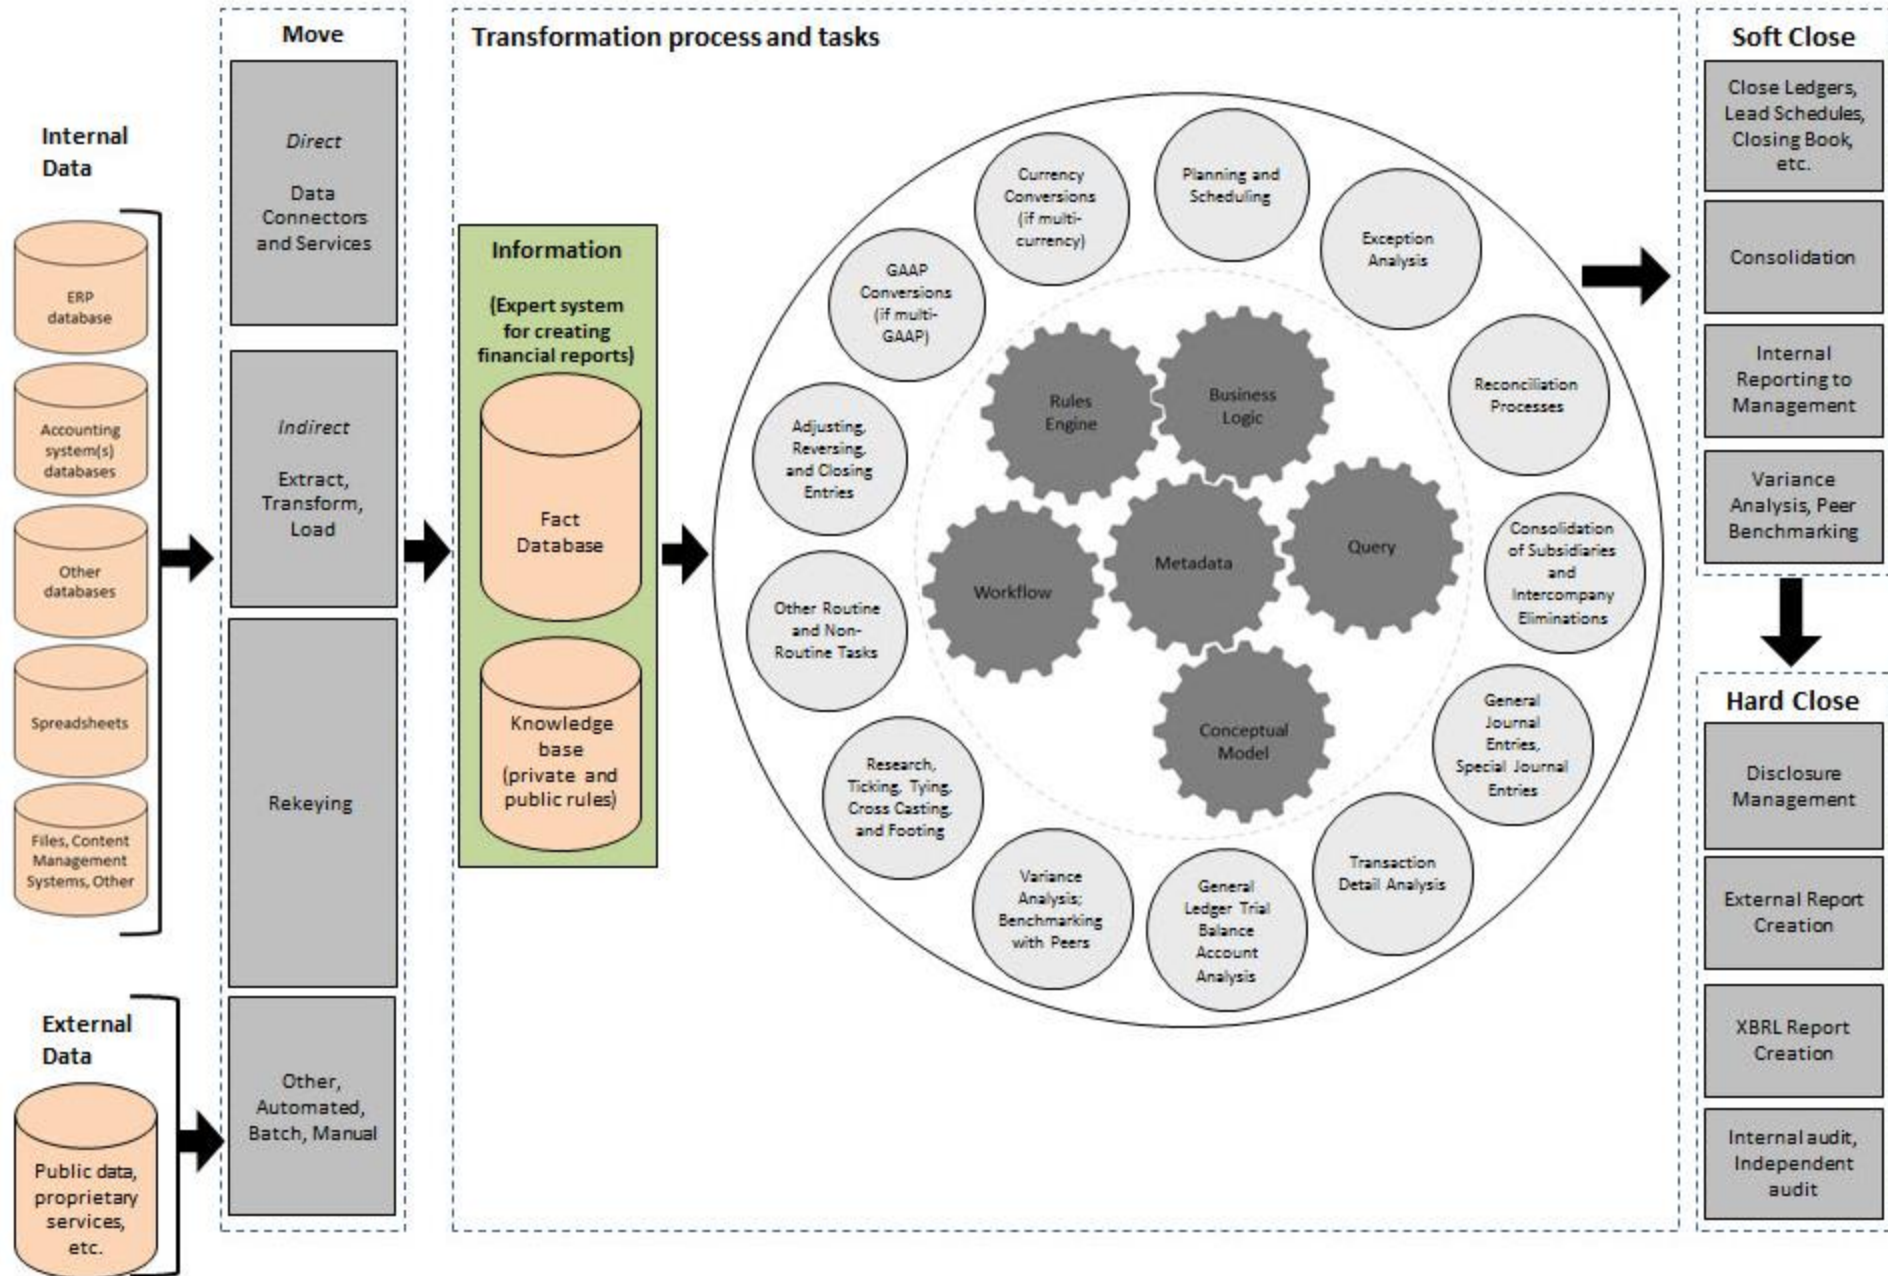 Internal
Data
ERP
database
Accounting
system(s)
databases
Other
databases
Spreadsheets
Files, Content
Management
Systems, Other
External
Data
Public data,
proprietary
services,
etc.
Move
Direct
Data
Connectors
and Services
Indirect
Extract,
Transform,
Load
Rekeying
Other,
Automated,
Batch, Manual
Transformation process and tasks
Information
(Expert system
for creating
financial reports)
Fact
Database
Knowledge
base
(private and
public rules)
Planning and
Scheduling
Exception
Analysis
Reconciliation
Processes
Consolidation
of Subsidiaries
and
Intercompany
Eliminations
General
Journal
Entries,
Special Journal
Entries
Transaction
Detail Analysis
General
Ledger Trial
Balance
Account
Analysis
Variance
Analysis;
Benchmarking
with Peers
Research,
Ticking, Tying,
Cross Casting,
and Footing
Other Routine
and Non-
Routine Tasks
Adjusting,
Reversing,
and Closing
Entries
GAAP
Conversions
(if multi-
GAAP)
Currency
Conversions
(if multi-
currency)
Rules
Engine
Business
Logic
Workflow
Metadata
Query
Conceptual
Model
Soft Close
Close Ledgers,
Lead Schedules,
Closing Book,
etc.
Consolidation
Internal
Reporting to
Management
Variance
Analysis, Peer
Benchmarking
Hard Close
Disclosure
Management
External Report
Creation
XBRL Report
Creation
Internal audit,
Independent
audit